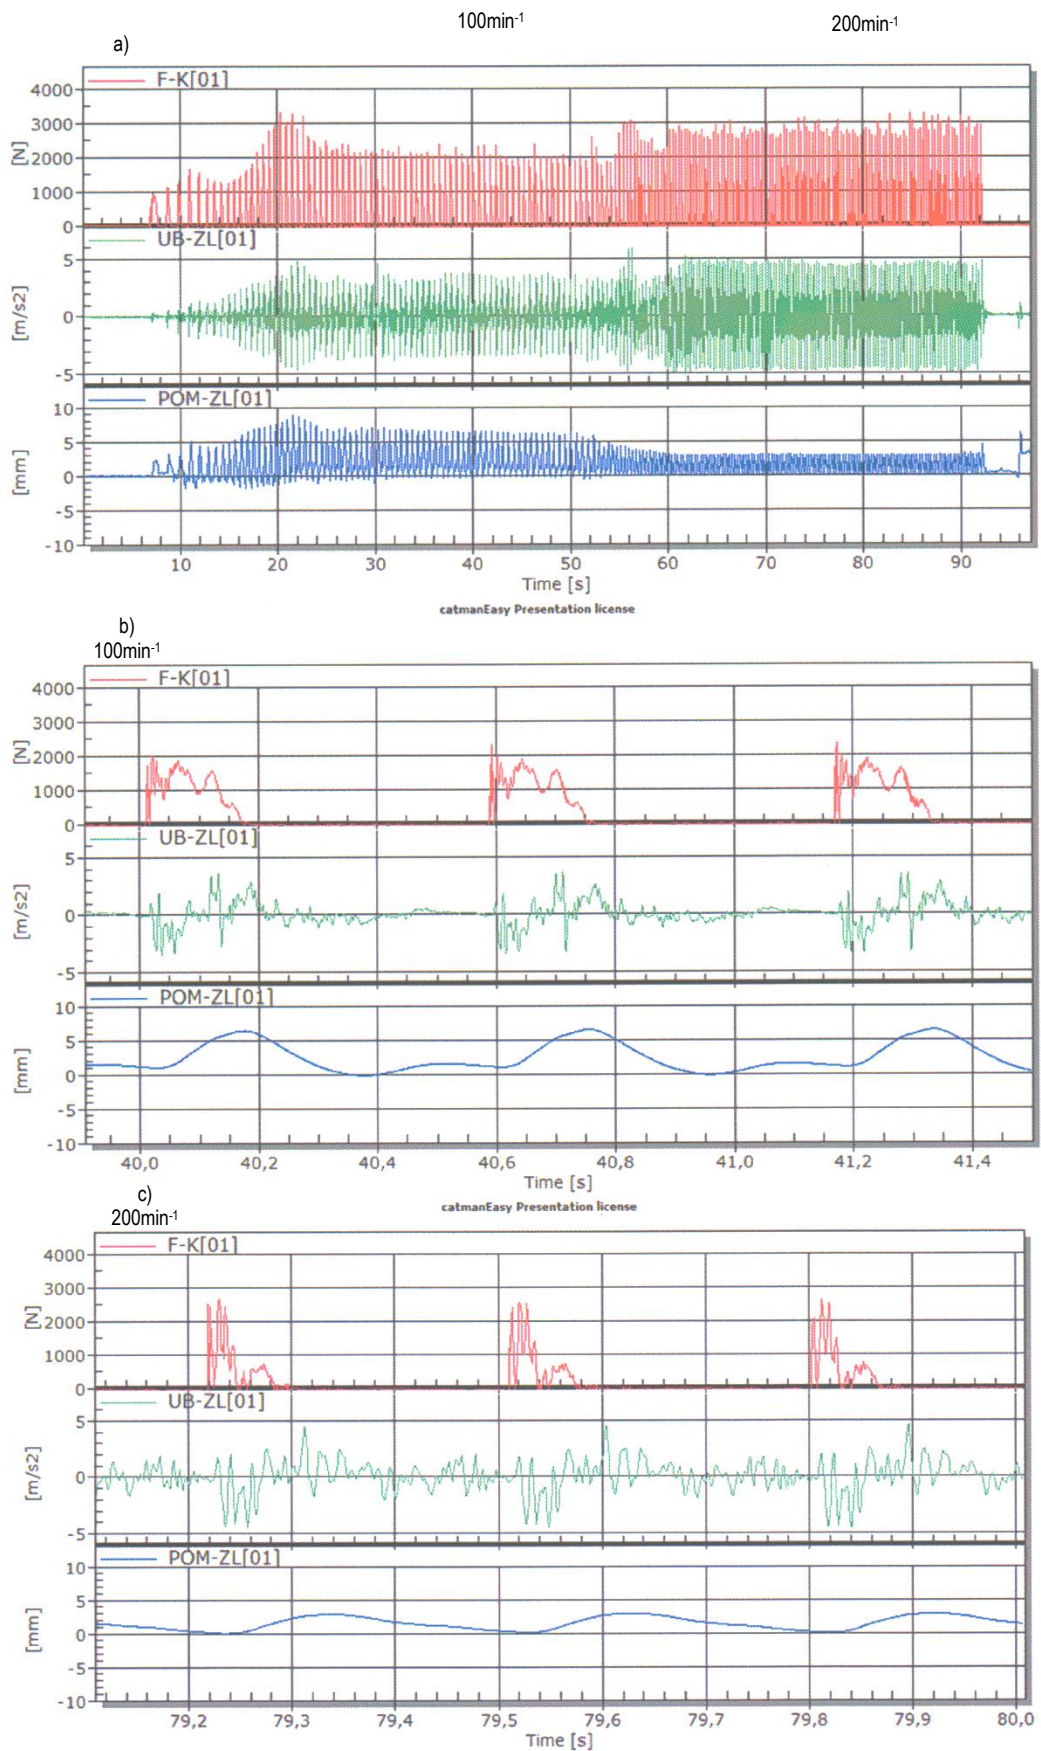 100min-1 200min-1
a)
F-K[01]
4000
3000
2000
1000
0
[N]
UB-ZL[01]
5
0
-5
[m/s2]
POM-ZL[01]
10
5
0
-5
-10
[mm]
10 20 30 40 50 60 70 80 90
Time [s]
catmanEasy Presentation license
b)
100min-1
F-K[01]
4000
3000
2000
1000
0
[N]
UB-ZL[01]
5
0
-5
[m/s2]
POM-ZL[01]
10
5
0
-5
-10
[mm]
40,0 40,2 40,4 40,6 40,8 41,0 41,2 41,4
Time [s]
catmanEasy Presentation license
c)
200min-1
F-K[01]
4000
3000
2000
1000
0
[N]
UB-ZL[01]
5
0
-5
[m/s2]
POM-ZL[01]
10
5
0
-5
-10
[mm]
79,2 79,3 79,4 79,5 79,6 79,7 79,8 79,9 80,0
Time [s]